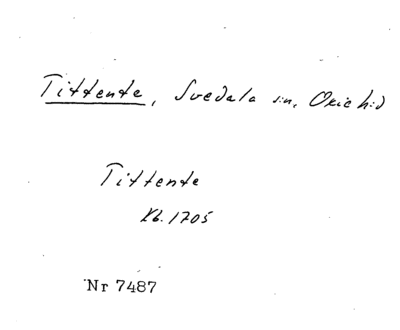 Tittente, Svedala sn, Oxie hd
Tittente
Kb. 1705
Nr 7487